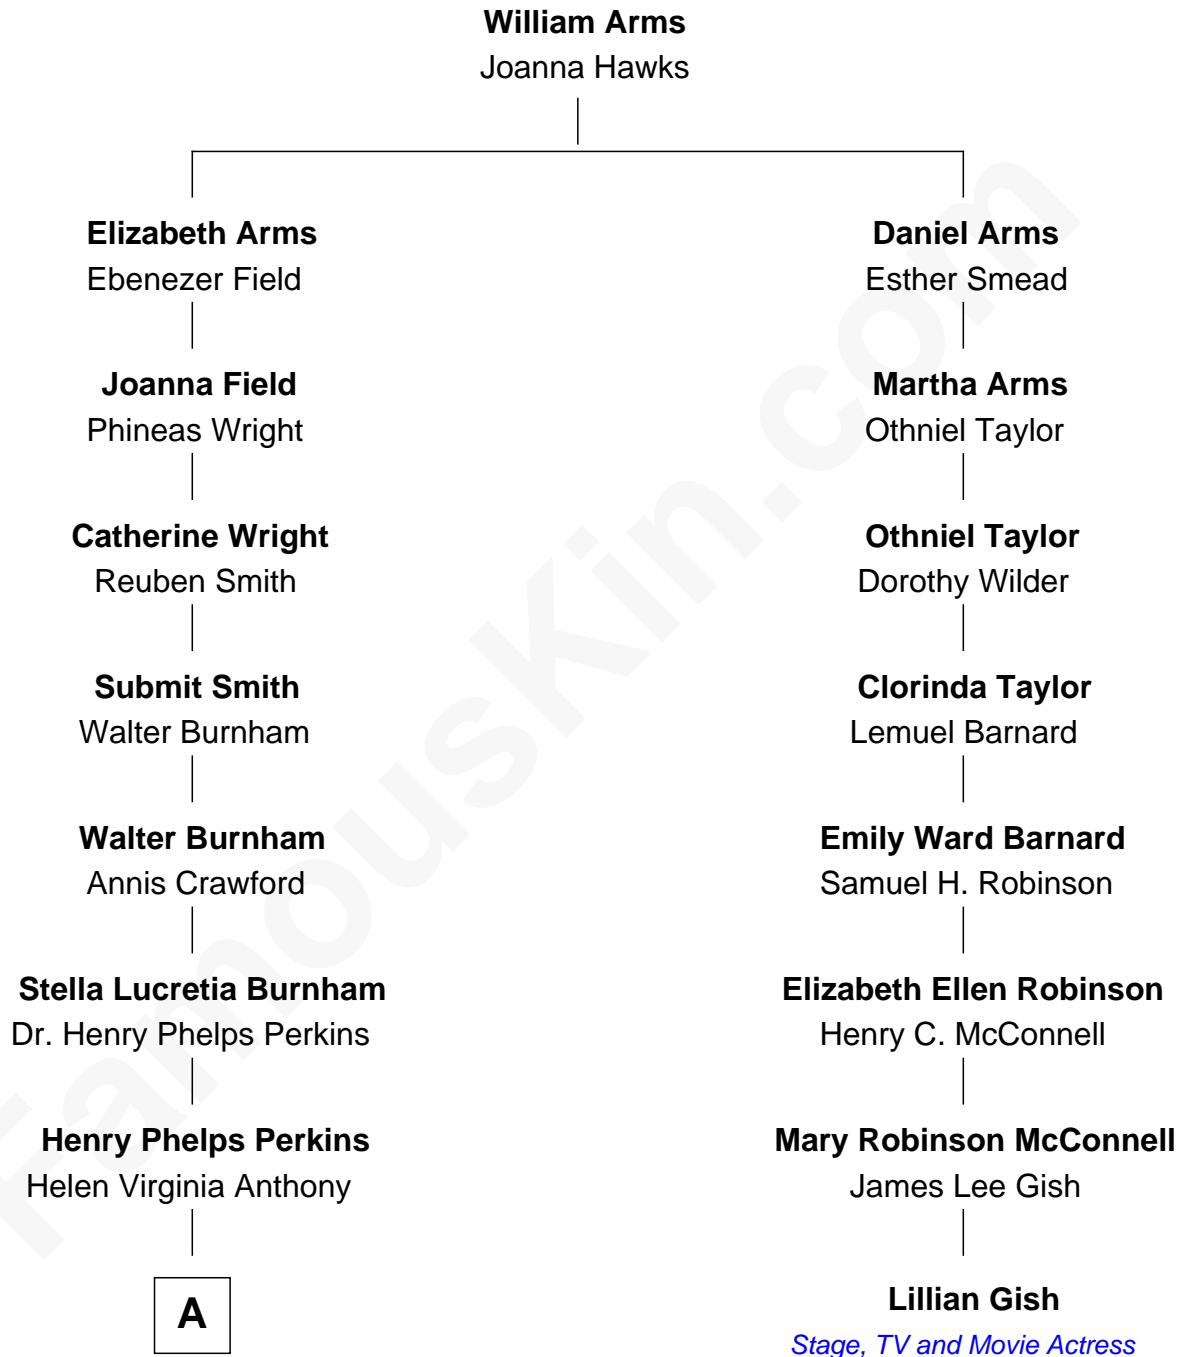 William Arms
Joanna Hawks
Elizabeth Arms
Ebenezer Field
Daniel Arms
Esther Smead
Joanna Field
Phineas Wright
Martha Arms
Othniel Taylor
Catherine Wright
Reuben Smith
Othniel Taylor
Dorothy Wilder
Submit Smith
Walter Burnham
Clorinda Taylor
Lemuel Barnard
Walter Burnham
Annis Crawford
Emily Ward Barnard
Samuel H. Robinson
Stella Lucretia Burnham
Dr. Henry Phelps Perkins
Elizabeth Ellen Robinson
Henry C. McConnell
Henry Phelps Perkins
Helen Virginia Anthony
Mary Robinson McConnell
James Lee Gish
A
Lillian Gish
Stage, TV and Movie Actress
FamousKin.com